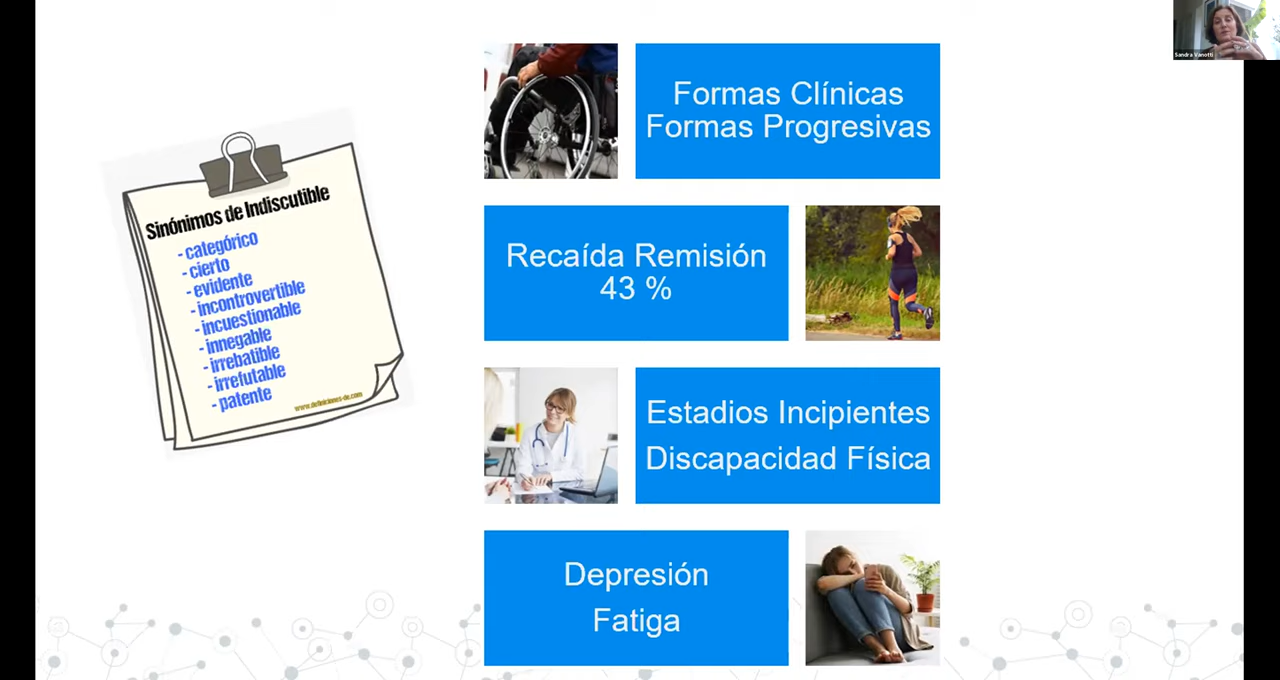 Sandra Vanotti
Sinónimos de Indiscutible
- categórico
- cierto
- evidente
- incontrovertible
- incuestionable
- innegable
- irrebatible
- irrefutable
- patente
www.definiciones-de.com
Formas Clínicas
Formas Progresivas
Recaída Remisión
43 %
Estadios Incipientes
Discapacidad Física
Depresión
Fatiga